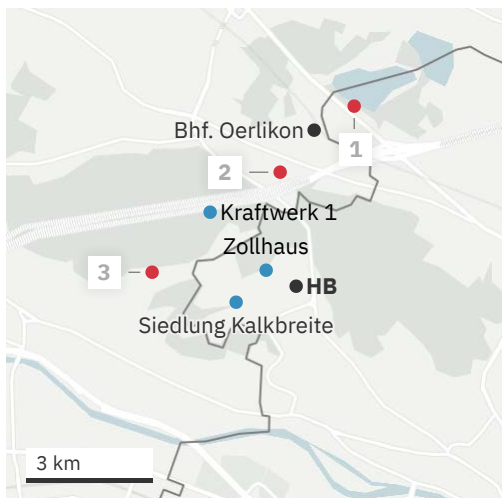 Bhf. Oerlikon
1
2
Kraftwerk 1
Zollhaus
3
HB
Siedlung Kalkbreite
3 km